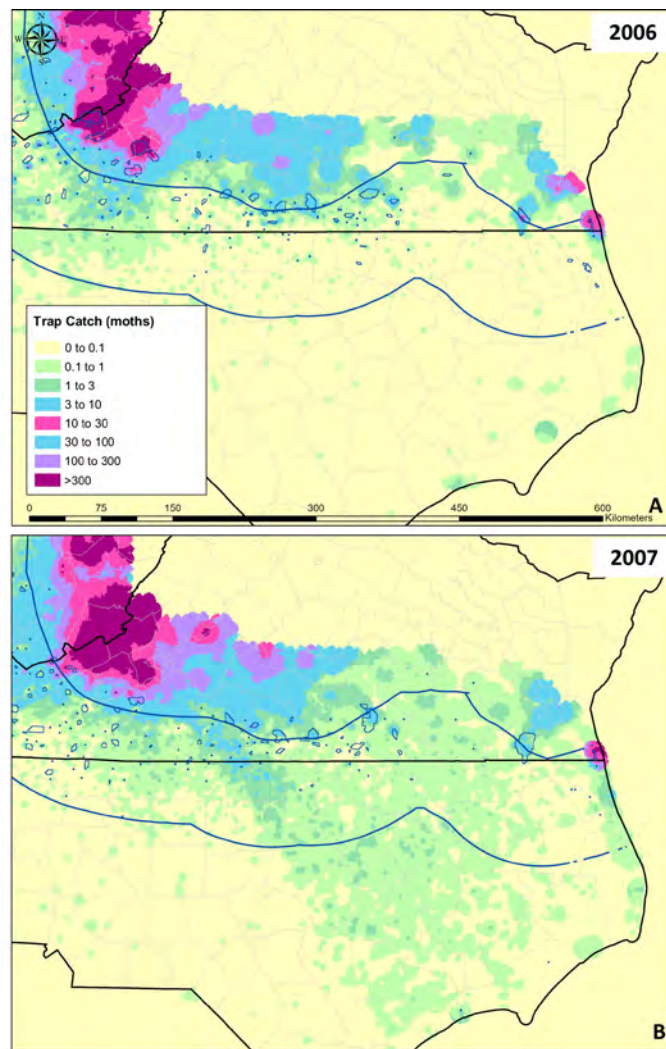 2006
N
W E
S
Trap Catch (moths)
0 to 0.1
0.1 to 1
1 to 3
3 to 10
10 to 30
30 to 100
100 to 300
>300
A
0 75 150 300 450 600
Kilometers
2007
B